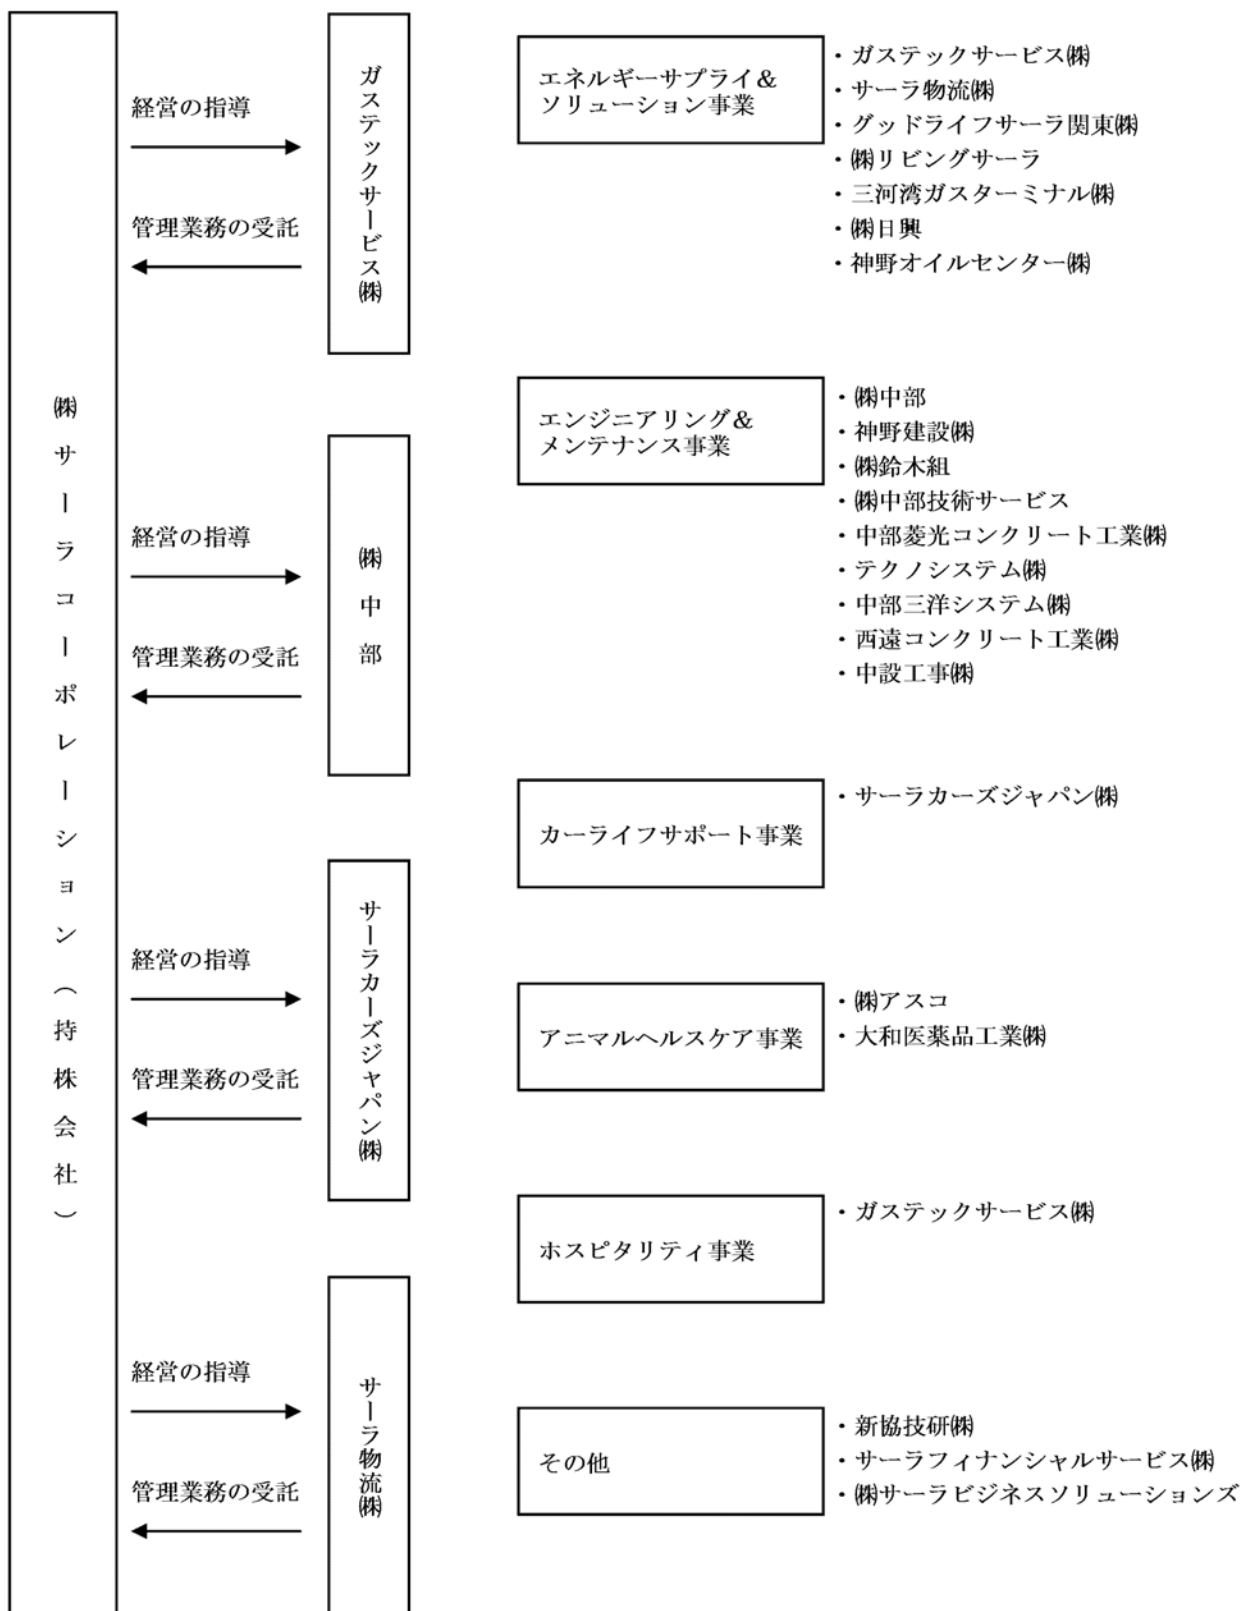 ㈱サーラコーポレーション（持株会社）
経営の指導
管理業務の受託
ガステックサービス㈱
経営の指導
管理業務の受託
㈱中部
経営の指導
管理業務の受託
サーラカーズジャパン㈱
経営の指導
管理業務の受託
サーラ物流㈱
エネルギーサプライ＆
ソリューション事業
・ガステックサービス㈱
・サーラ物流㈱
・グッドライフサーラ関東㈱
・㈱リビングサーラ
・三河湾ガスターミナル㈱
・㈱日興
・神野オイルセンター㈱
エンジニアリング＆
メンテナンス事業
・㈱中部
・神野建設㈱
・㈱鈴木組
・㈱中部技術サービス
・中部菱光コンクリート工業㈱
・テクノシステム㈱
・中部三洋システム㈱
・西遠コンクリート工業㈱
・中設工事㈱
カーライフサポート事業
・サーラカーズジャパン㈱
アニマルヘルスケア事業
・㈱アスコ
・大和医薬品工業㈱
ホスピタリティ事業
・ガステックサービス㈱
その他
・新協技研㈱
・サーラフィナンシャルサービス㈱
・㈱サーラビジネスソリューションズ